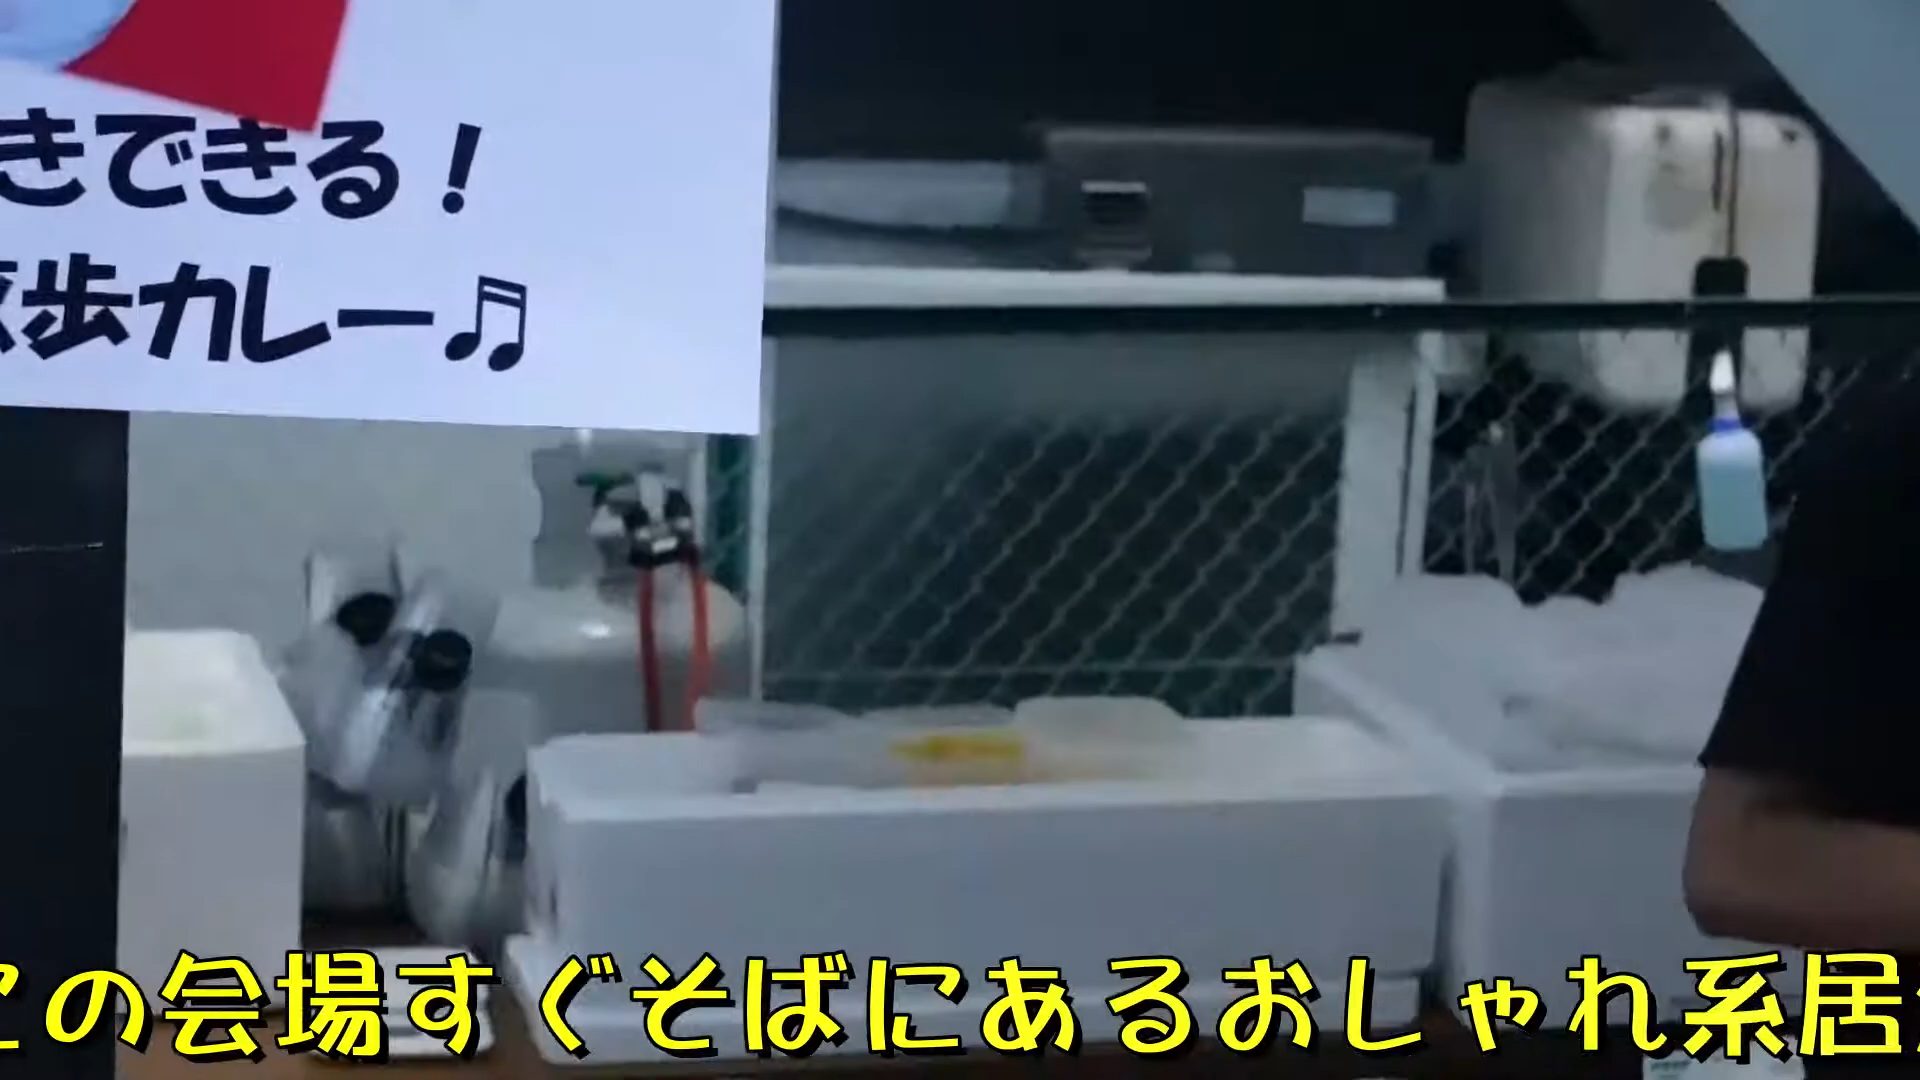 きできる！
歩カレー♫
の会場すぐそばにあるおしゃれ系居